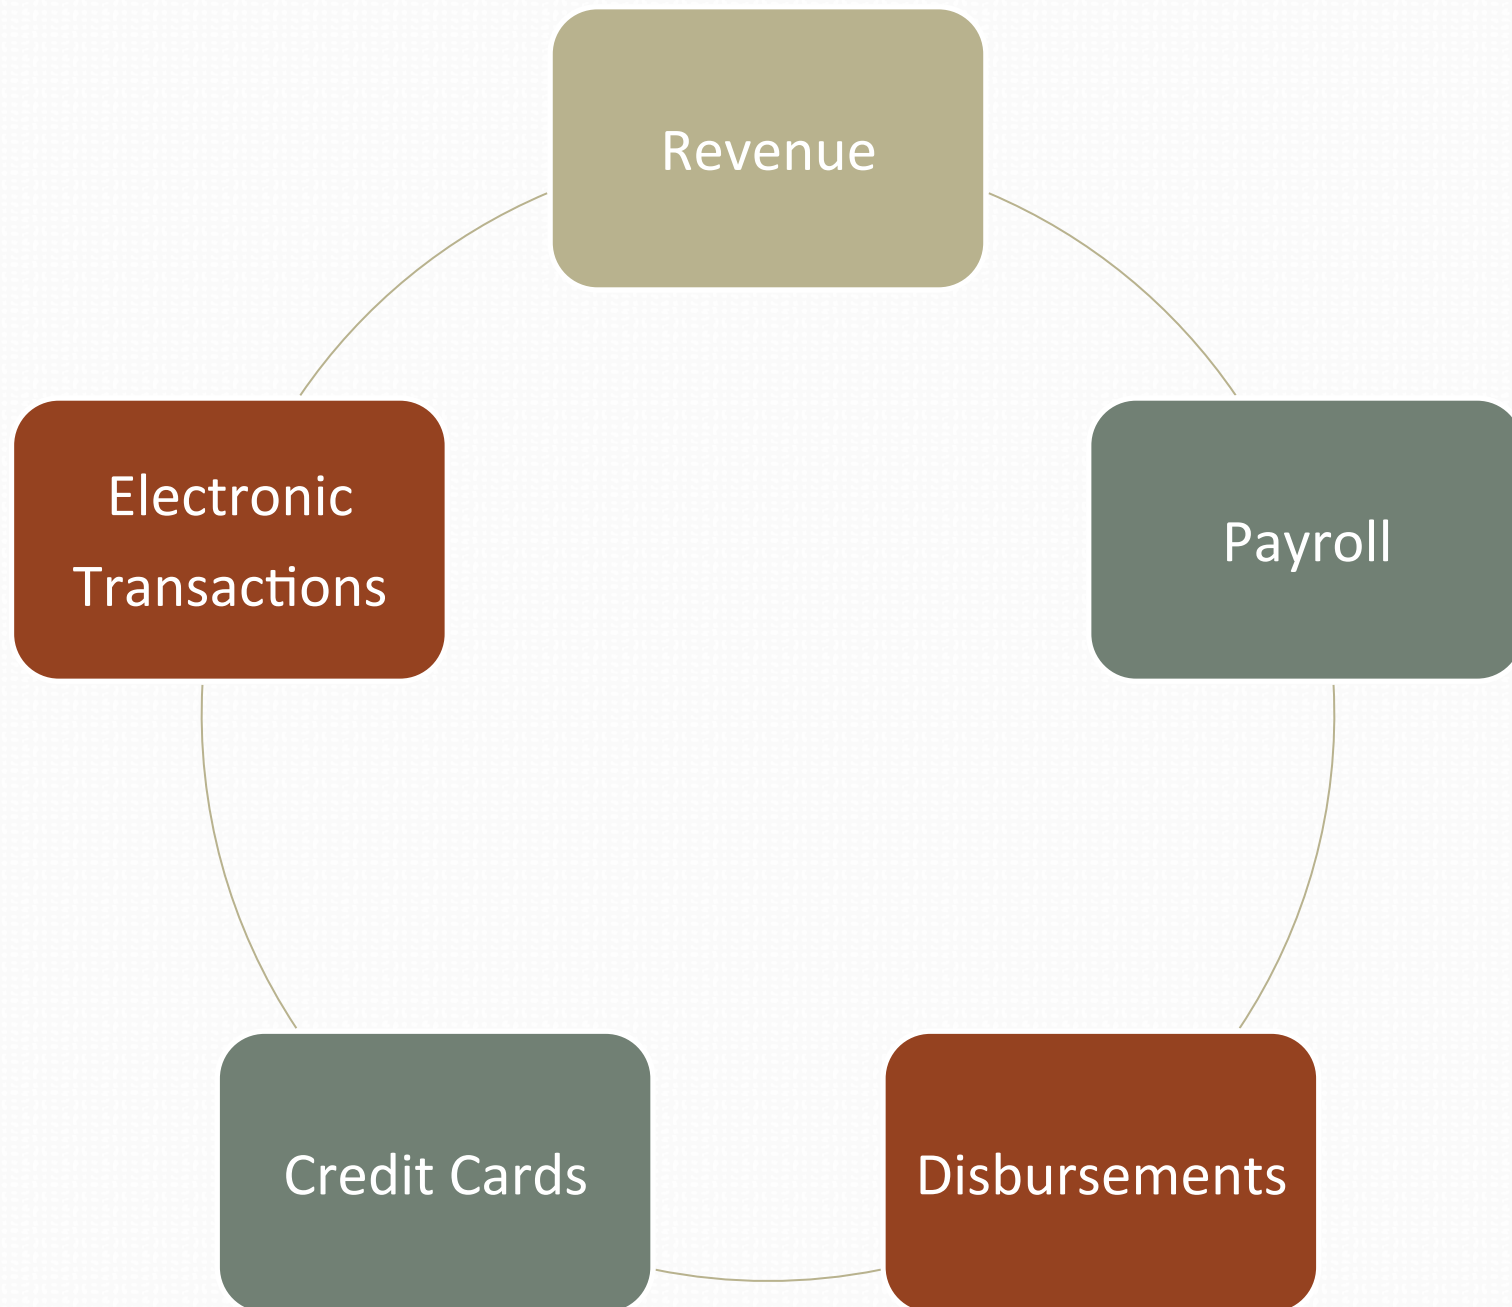 Revenue
Electronic
Transactions
Payroll
Credit Cards
Disbursements